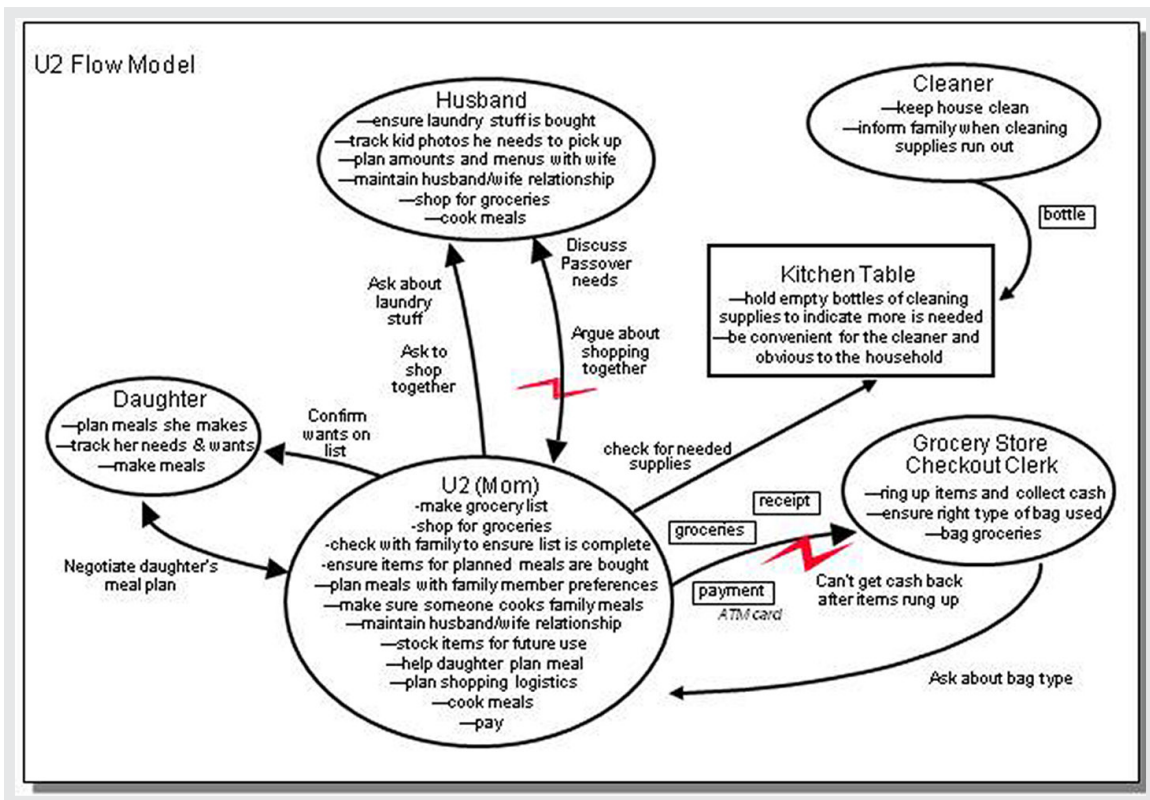 U2 Flow Model
Husband
—ensure laundry stuff is bought
—track kid photos he needs to pick up
—plan amounts and menus with wife
—maintain husband/wife relationship
—shop for groceries
—cook meals
Cleaner
—keep house clean
—inform family when cleaning
supplies run out
bottle
Discuss
Passover
needs
Ask about
laundry
stuff
Kitchen Table
—hold empty bottles of cleaning
supplies to indicate more is needed
—be convenient for the cleaner and
obvious to the household
Argue about
shopping
together
Ask to
shop
together
Daughter
—plan meals she makes
—track her needs & wants
—make meals
Confirm
wants on
list
check for needed
supplies
Grocery Store
Checkout Clerk
—ring up items and collect cash
—ensure right type of bag used
—bag groceries
U2 (Mom)
-make grocery list
-shop for groceries
-check with family to ensure list is complete
-ensure items for planned meals are bought
—plan meals with family member preferences
—make sure someone cooks family meals
—maintain husband/wife relationship
—stock items for future use
—help daughter plan meal
—plan shopping logistics
—cook meals
—pay
receipt
groceries
payment
ATM card
Can't get cash back
after items rung up
Negotiate daughter's
meal plan
Ask about bag type